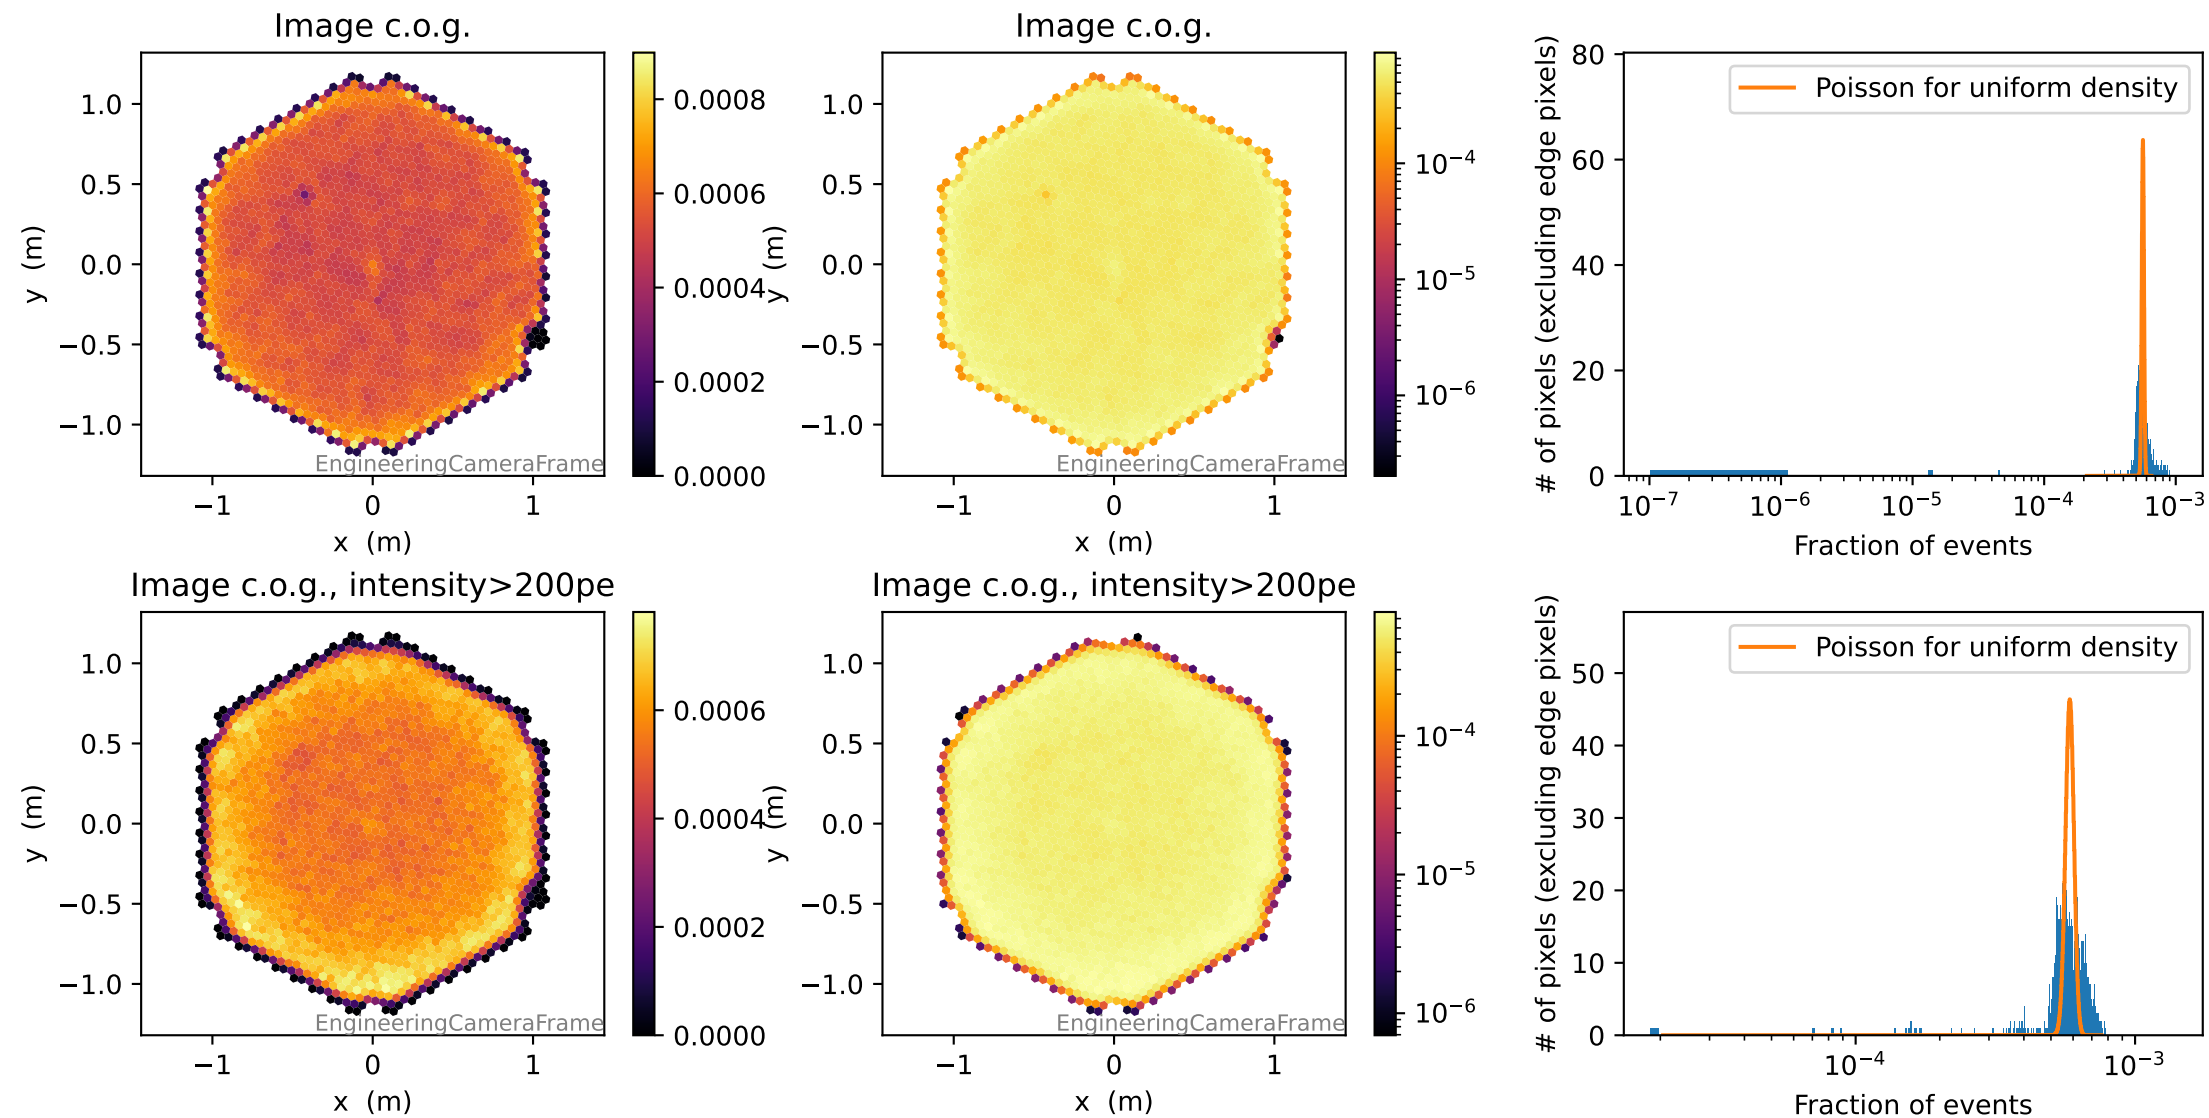 Image c.o.g.
1.0
0.5
0.0
−0.5
−1.0
y (m)
−1 0 1
x (m)
EngineeringCameraFrame
0.0008
0.0006
0.0004
0.0002
0.0000
Image c.o.g.
1.0
0.5
0.0
−0.5
−1.0
y (m)
−1 0 1
x (m)
EngineeringCameraFrame
10⁻⁴
10⁻⁵
10⁻⁶
80
60
40
20
0
# of pixels (excluding edge pixels)
Poisson for uniform density
10⁻⁷ 10⁻⁶ 10⁻⁵ 10⁻⁴ 10⁻³
Fraction of events
Image c.o.g., intensity>200pe
1.0
0.5
0.0
−0.5
−1.0
y (m)
−1 0 1
x (m)
EngineeringCameraFrame
0.0006
0.0004
0.0002
0.0000
Image c.o.g., intensity>200pe
1.0
0.5
0.0
−0.5
−1.0
y (m)
−1 0 1
x (m)
EngineeringCameraFrame
10⁻⁴
10⁻⁵
10⁻⁶
50
40
30
20
10
0
# of pixels (excluding edge pixels)
Poisson for uniform density
10⁻⁴ 10⁻³
Fraction of events